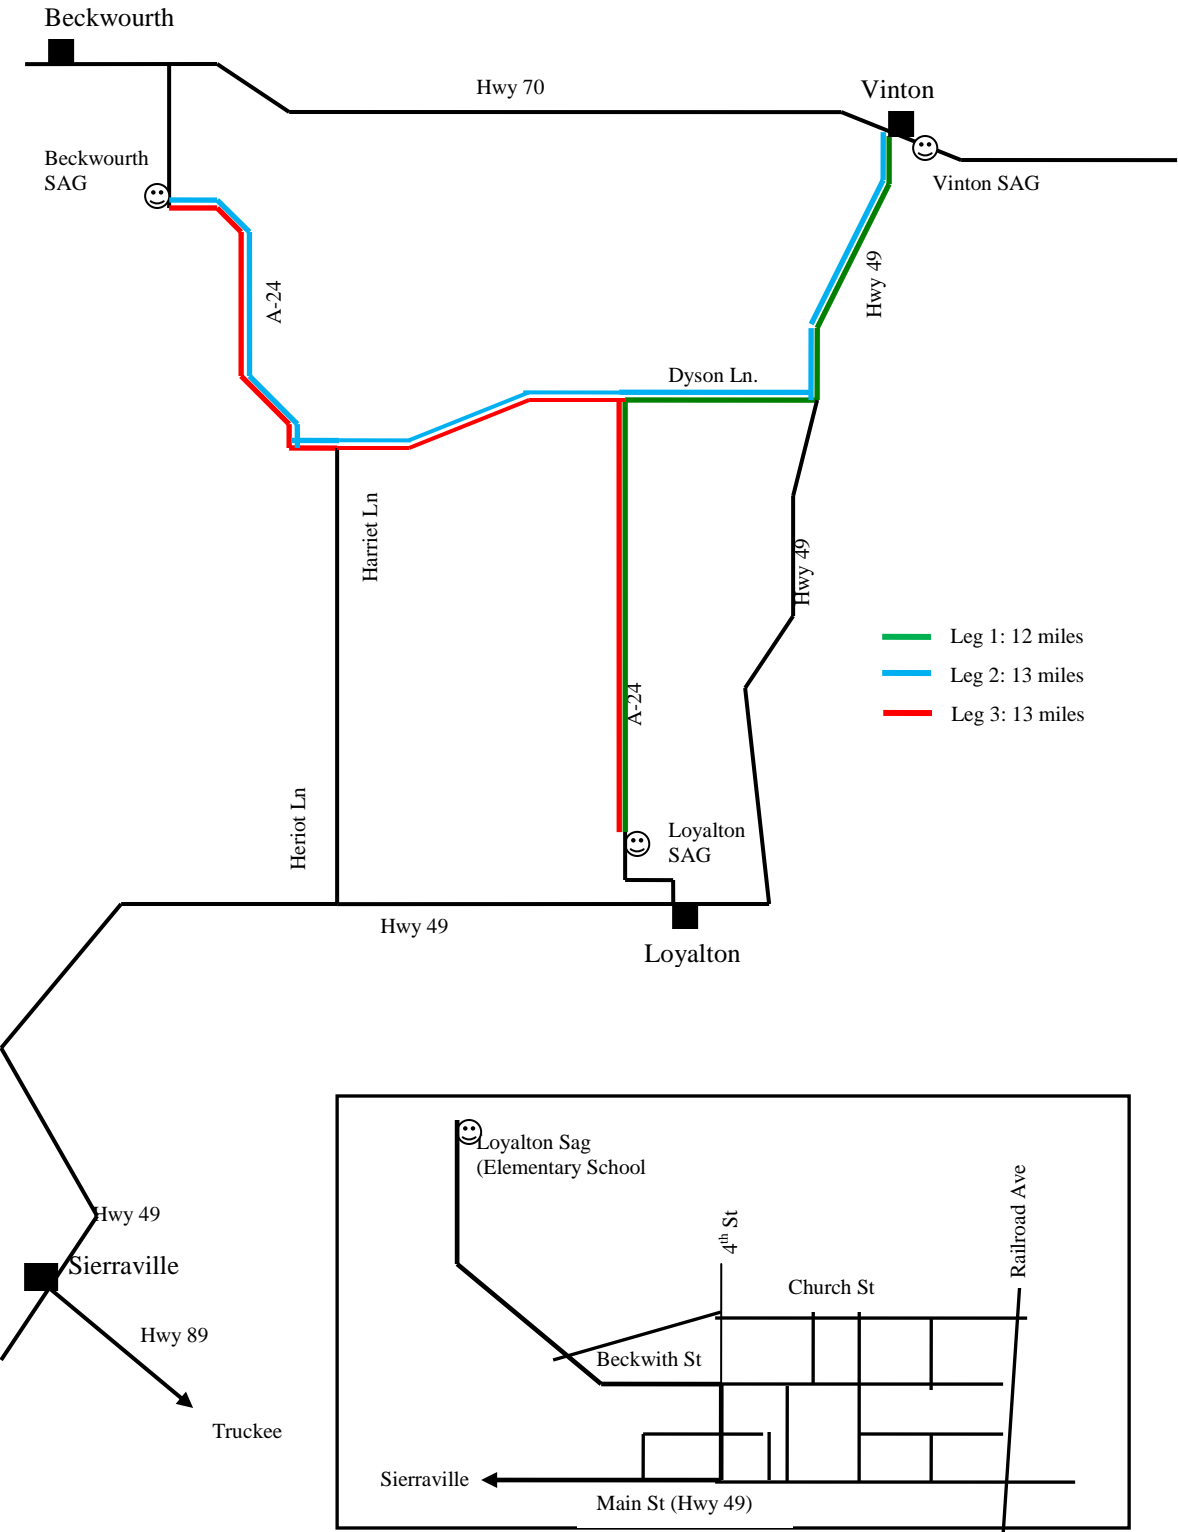 Beckwourth
Hwy 70
Vinton
Beckwourth
SAG
Vinton SAG
Hwy 49
A-24
Dyson Ln.
Harriet Ln
Hwy 49
Leg 1: 12 miles
Leg 2: 13 miles
Leg 3: 13 miles
A-24
Heriot Ln
Loyalton
SAG
Hwy 49
Loyalton
Loyalton Sag
(Elementary School
Railroad Ave
4th St
Hwy 49
Sierraville
Church St
Hwy 89
Beckwith St
Truckee
Sierraville
Main St (Hwy 49)